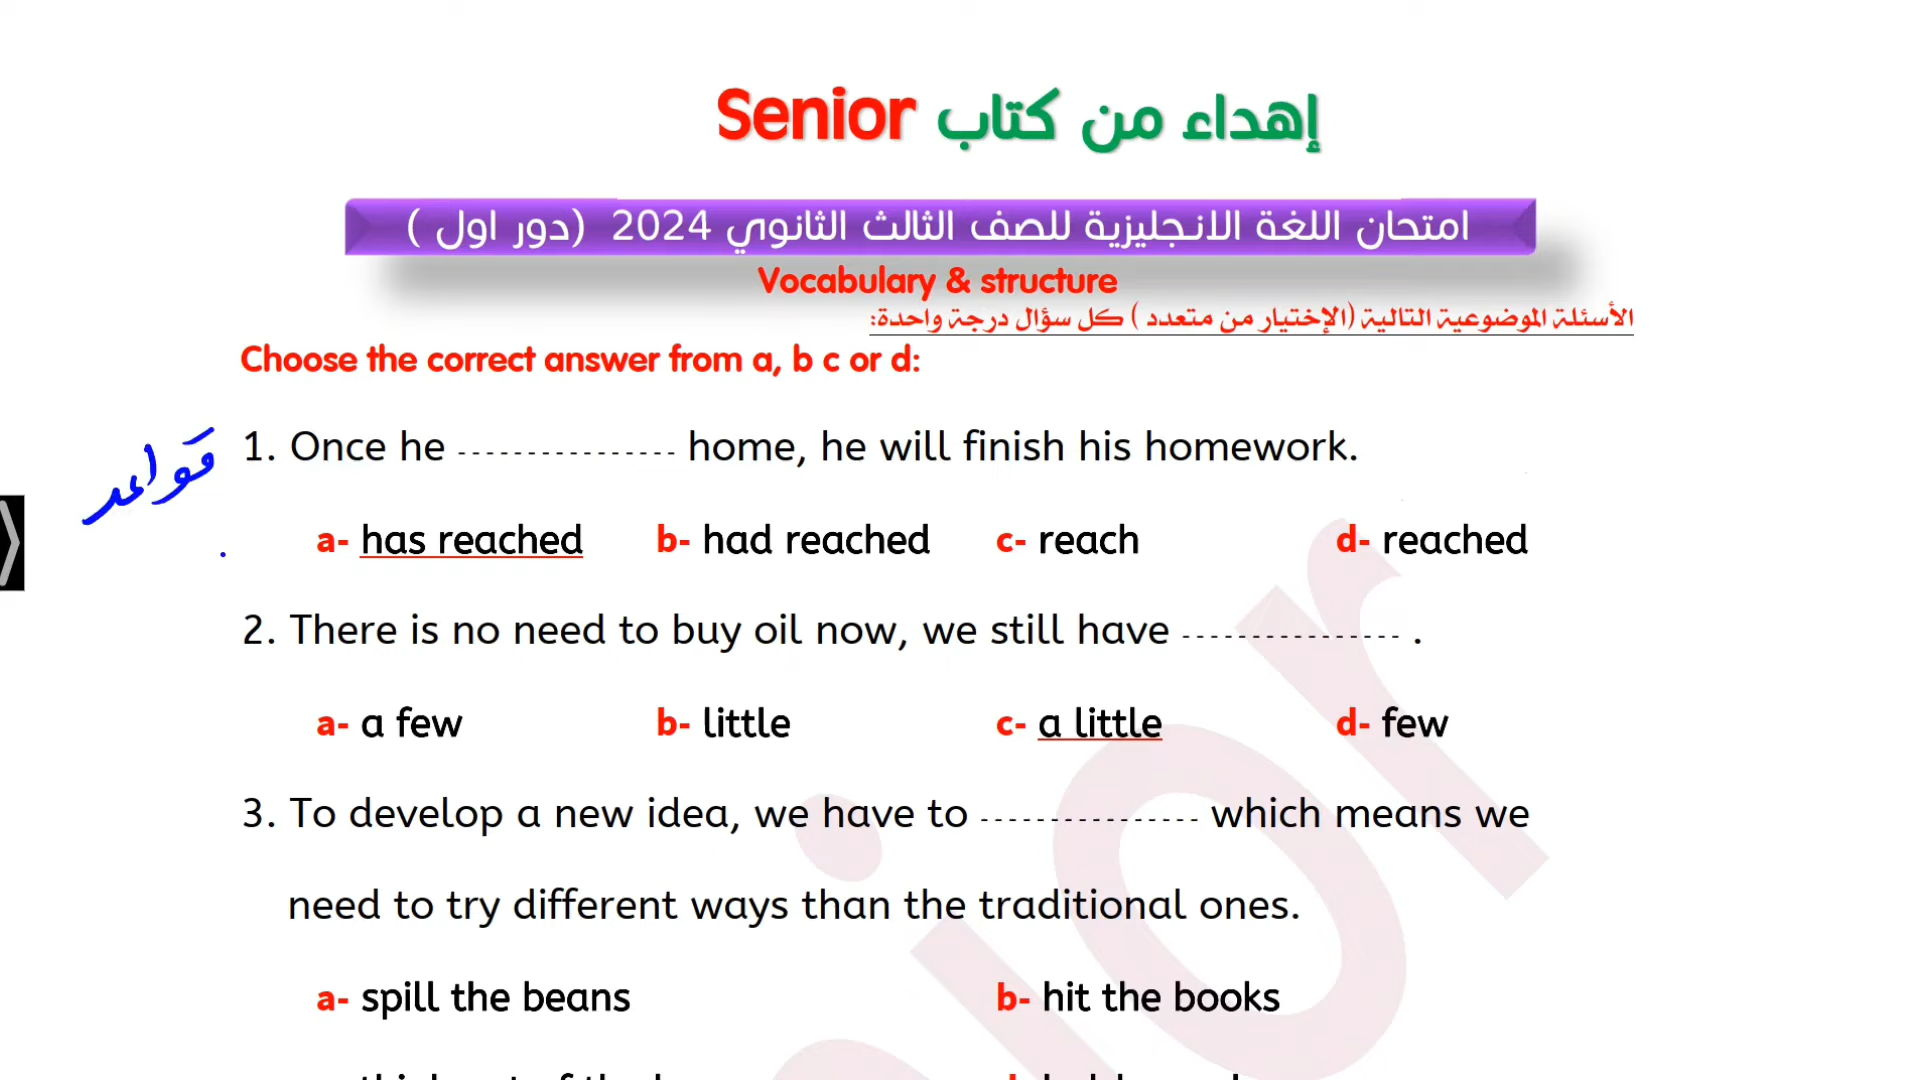 إهداء من كتاب Senior
امتحان اللغة الانجليزية للصف الثالث الثانوي 2024 (دور اول )
Vocabulary & structure
الأسئلة الموضوعية التالية (الإختيار من متعدد ) كل سؤال درجة واحدة:
Choose the correct answer from a, b c or d:
قواعد
1. Once he ---------------- home, he will finish his homework.
a- has reached b- had reached c- reach d- reached
2. There is no need to buy oil now, we still have ---------------- .
a- a few b- little c- a little d- few
3. To develop a new idea, we have to ---------------- which means we
need to try different ways than the traditional ones.
a- spill the beans b- hit the books